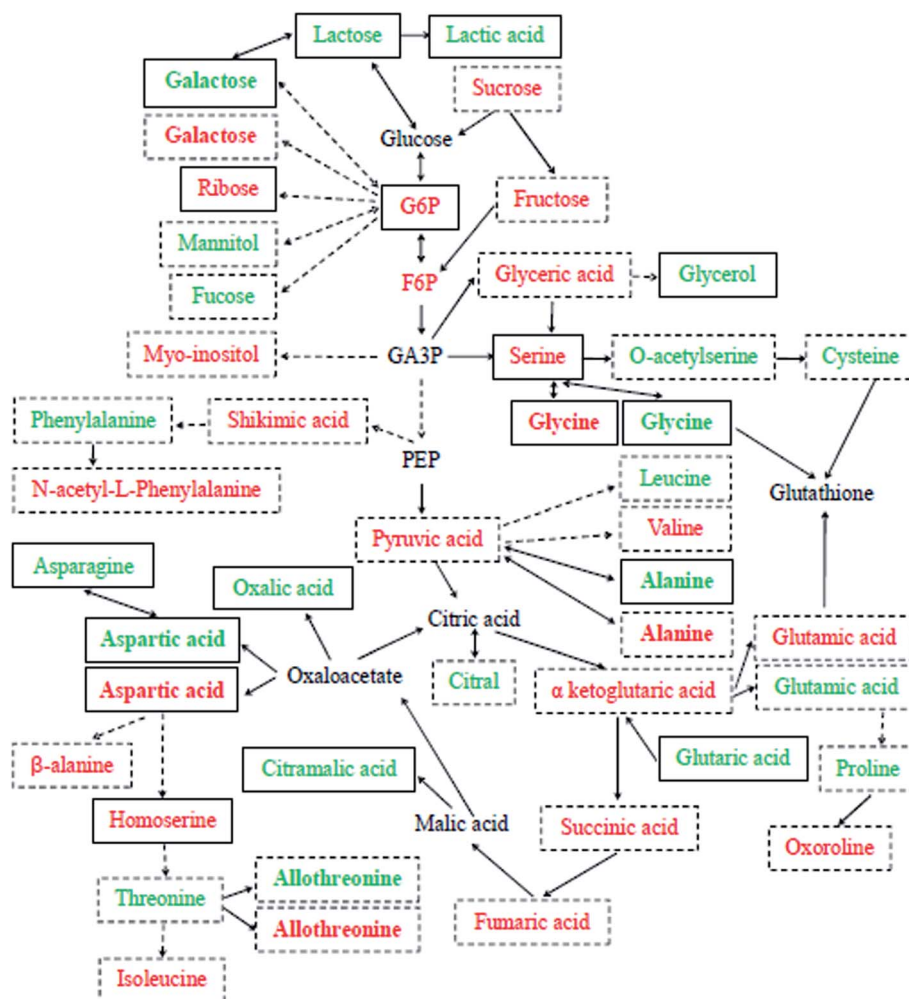 Lactose
Lactic acid
Galactose
Sucrose
Galactose
Glucose
Ribose
G6P
Fructose
Mannitol
Fucose
F6P
Glyceric acid
Glycerol
Myo-inositol
GA3P
Serine
O-acetylserine
Cysteine
Phenylalanine
Shikimic acid
Glycine
Glycine
PEP
N-acetyl-L-Phenylalanine
Leucine
Glutathione
Pyruvic acid
Valine
Asparagine
Oxalic acid
Alanine
Citric acid
Alanine
Aspartic acid
Glutamic acid
Aspartic acid
Oxaloacetate
Citral
α ketoglutaric acid
Glutamic acid
β-alanine
Citramalic acid
Glutaric acid
Proline
Homoserine
Malic acid
Succinic acid
Oxoroline
Threonine
Allothreonine
Allothreonine
Fumaric acid
Isoleucine